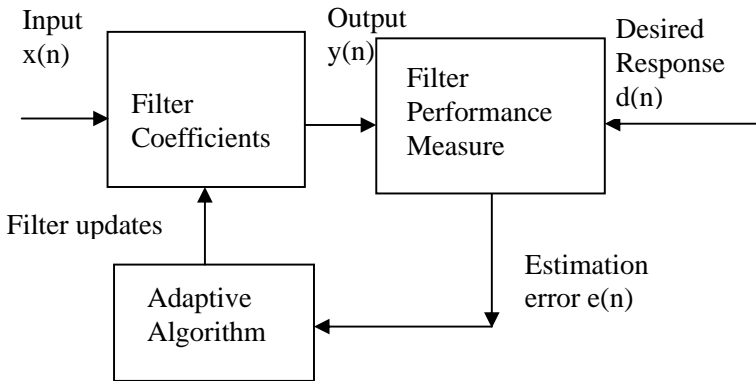 Input
x(n)
Output
y(n)
Desired
Response
d(n)
Filter
Coefficients
Filter
Performance
Measure
Filter updates
Adaptive
Algorithm
Estimation
error e(n)